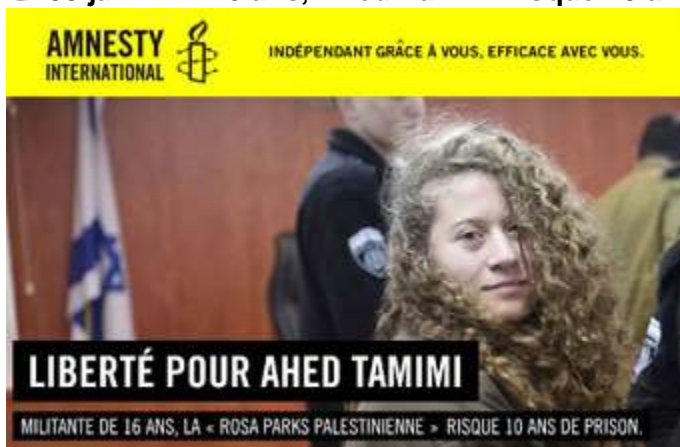 AMNESTY
INTERNATIONAL
INDÉPENDANT GRÂCE À VOUS, EFFICACE AVEC VOUS.
LIBERTÉ POUR AHED TAMIMI
MILITANTE DE 16 ANS, LA « ROSA PARKS PALESTINIENNE » RISQUE 10 ANS DE PRISON.